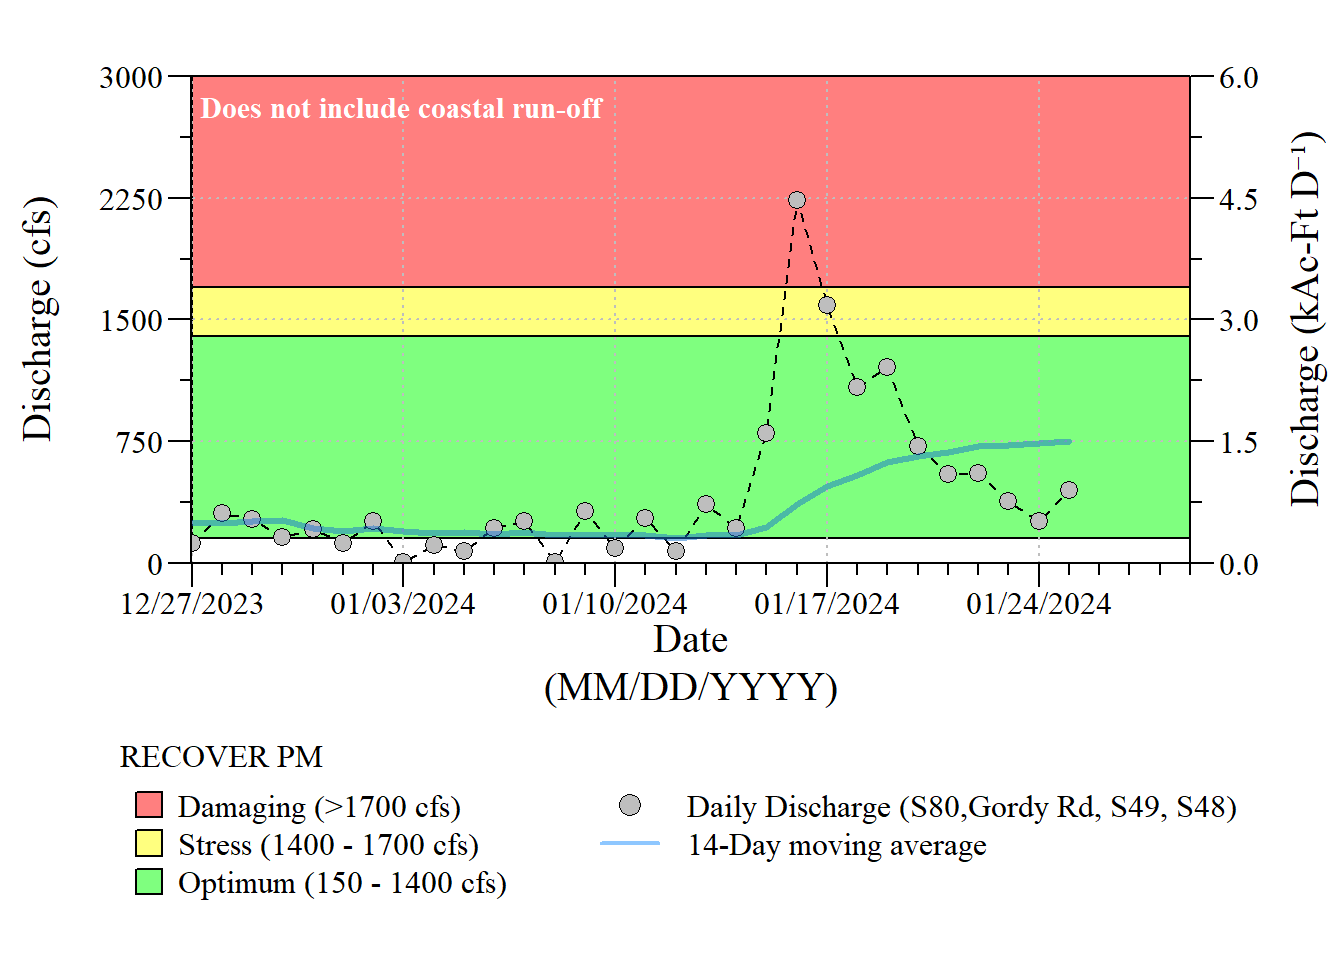 Does not include coastal run-off
3000
2250
1500
750
0
Discharge (cfs)
6.0
4.5
3.0
1.5
0.0
Discharge (kAc-Ft D⁻¹)
12/27/2023 01/03/2024 01/10/2024 01/17/2024 01/24/2024
Date
(MM/DD/YYYY)
RECOVER PM
Damaging (>1700 cfs)
Stress (1400 - 1700 cfs)
Optimum (150 - 1400 cfs)
Daily Discharge (S80,Gordy Rd, S49, S48)
14-Day moving average